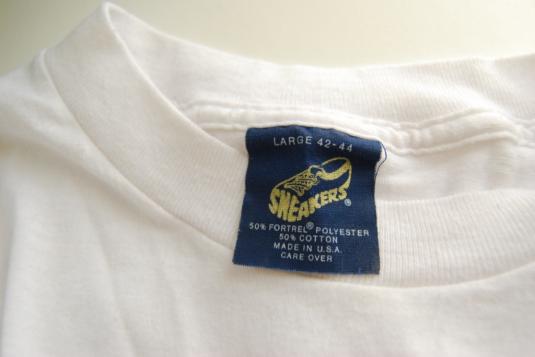 LARGE 42-44
SNEAKERS®
50% FORTREL® POLYESTER
50% COTTON
MADE IN U.S.A.
CARE OVER